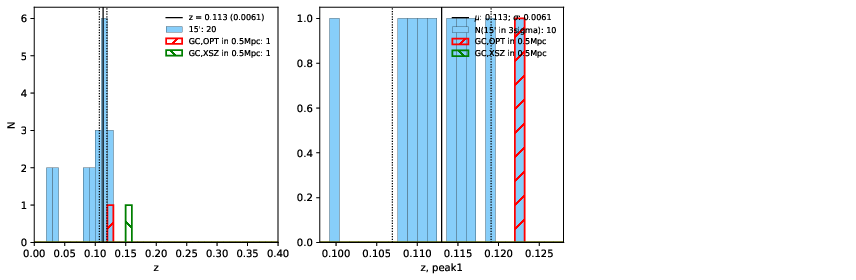 z = 0.113 (0.0061)
15': 20
GC,OPT in 0.5Mpc: 1
GC,XSZ in 0.5Mpc: 1
N
6
5
4
3
2
1
0
0.00 0.05 0.10 0.15 0.20 0.25 0.30 0.35 0.40
z
μ: 0.113; σ: 0.0061
N(15' in 3sigma): 10
GC,OPT in 0.5Mpc
GC,XSZ in 0.5Mpc
1.0
0.8
0.6
0.4
0.2
0.0
0.100 0.105 0.110 0.115 0.120 0.125
z, peak1